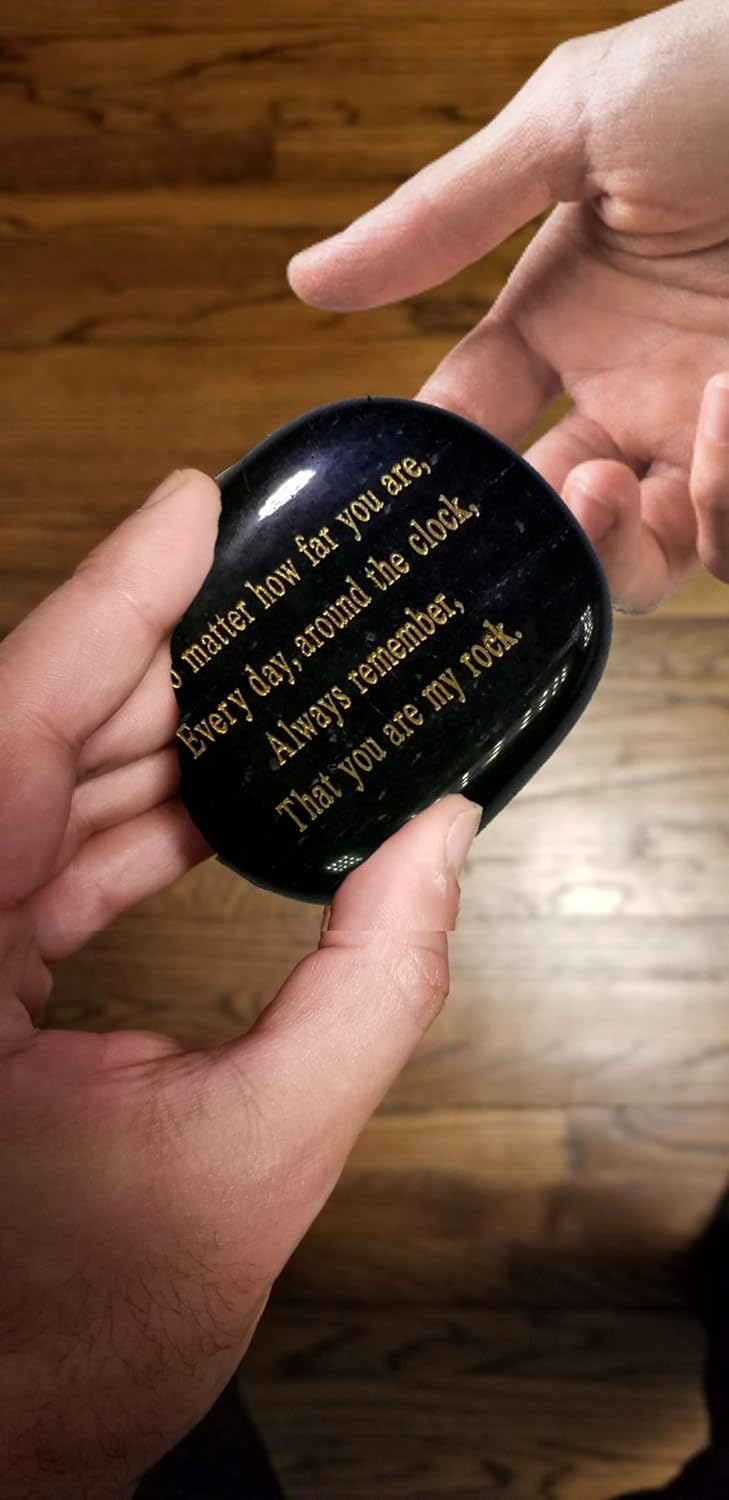 matter how far you are,
Every day, around the clock,
Always remember,
That you are my rock.